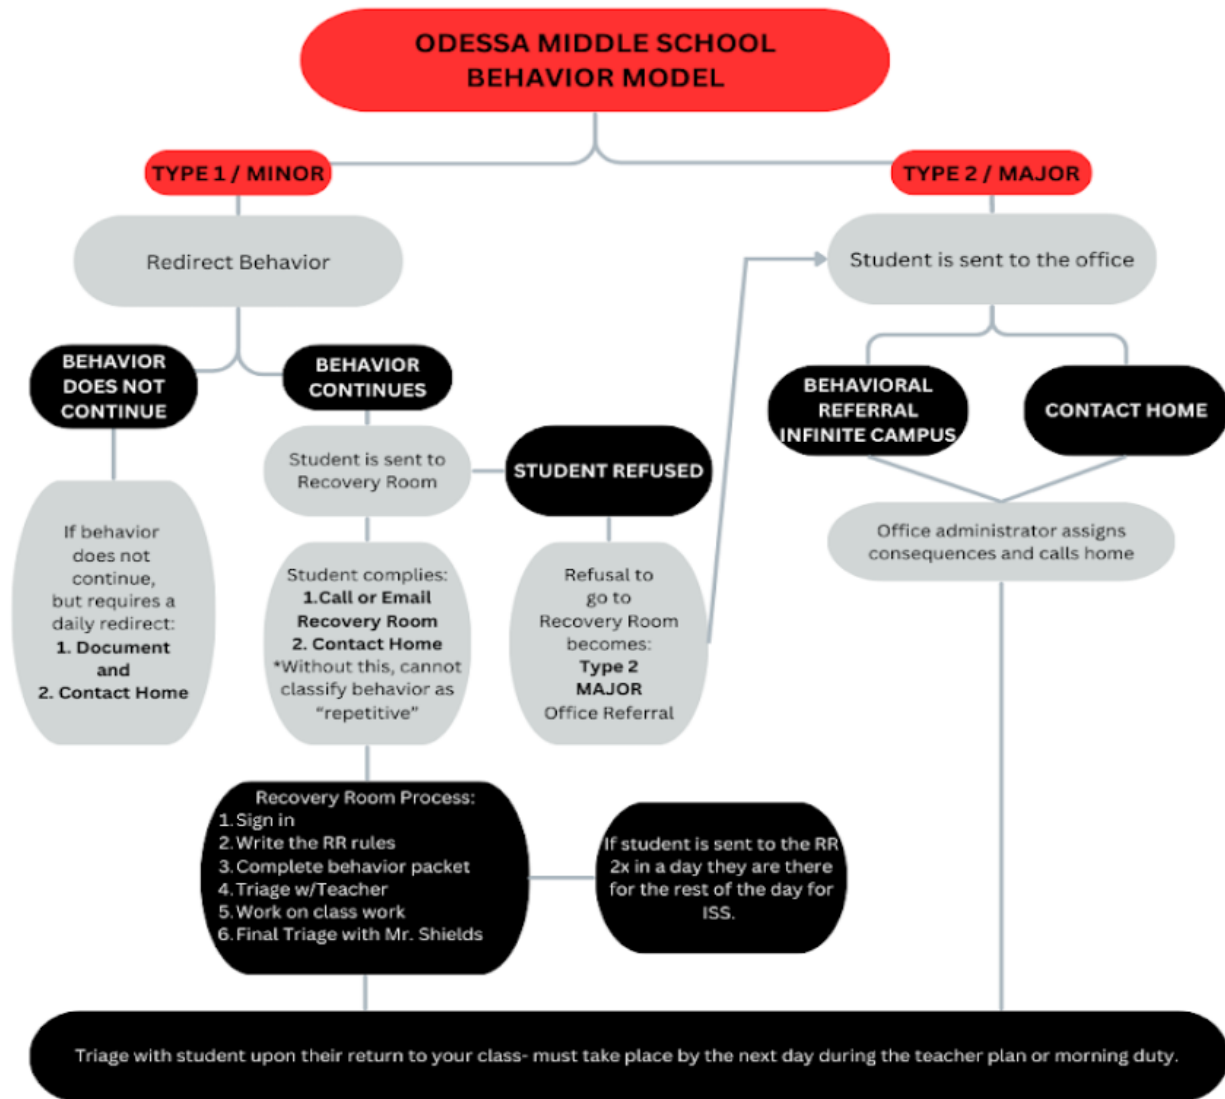 ODESSA MIDDLE SCHOOL
BEHAVIOR MODEL
TYPE 1 / MINOR
TYPE 2 / MAJOR
Redirect Behavior
Student is sent to the office
BEHAVIOR
DOES NOT
CONTINUE
BEHAVIOR
CONTINUES
BEHAVIORAL
REFERRAL
INFINITE CAMPUS
CONTACT HOME
Student is sent to
Recovery Room
STUDENT REFUSED
If behavior
does not
continue,
but requires a
daily redirect:
1. Document
and
2. Contact Home
Student complies:
1.Call or Email
Recovery Room
2. Contact Home
*Without this, cannot
classify behavior as
“repetitive”
Refusal to
go to
Recovery Room
becomes:
Type 2
MAJOR
Office Referral
Office administrator assigns
consequences and calls home
Recovery Room Process:
1. Sign in
2. Write the RR rules
3. Complete behavior packet
4. Triage w/Teacher
5. Work on class work
6. Final Triage with Mr. Shields
If student is sent to the RR
2x in a day they are there
for the rest of the day for
ISS.
Triage with student upon their return to your class- must take place by the next day during the teacher plan or morning duty.